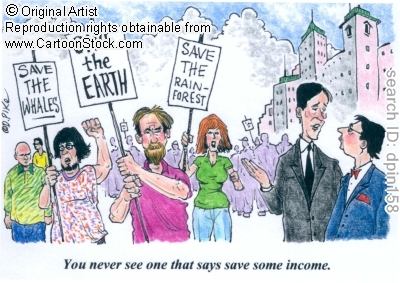 © Original Artist
Reproduction rights obtainable from
www.CartoonStock.com
SAVE
THE
WHALES
the
EARTH
SAVE
THE
RAIN-
FOREST
search ID: dpin158
You never see one that says save some income.